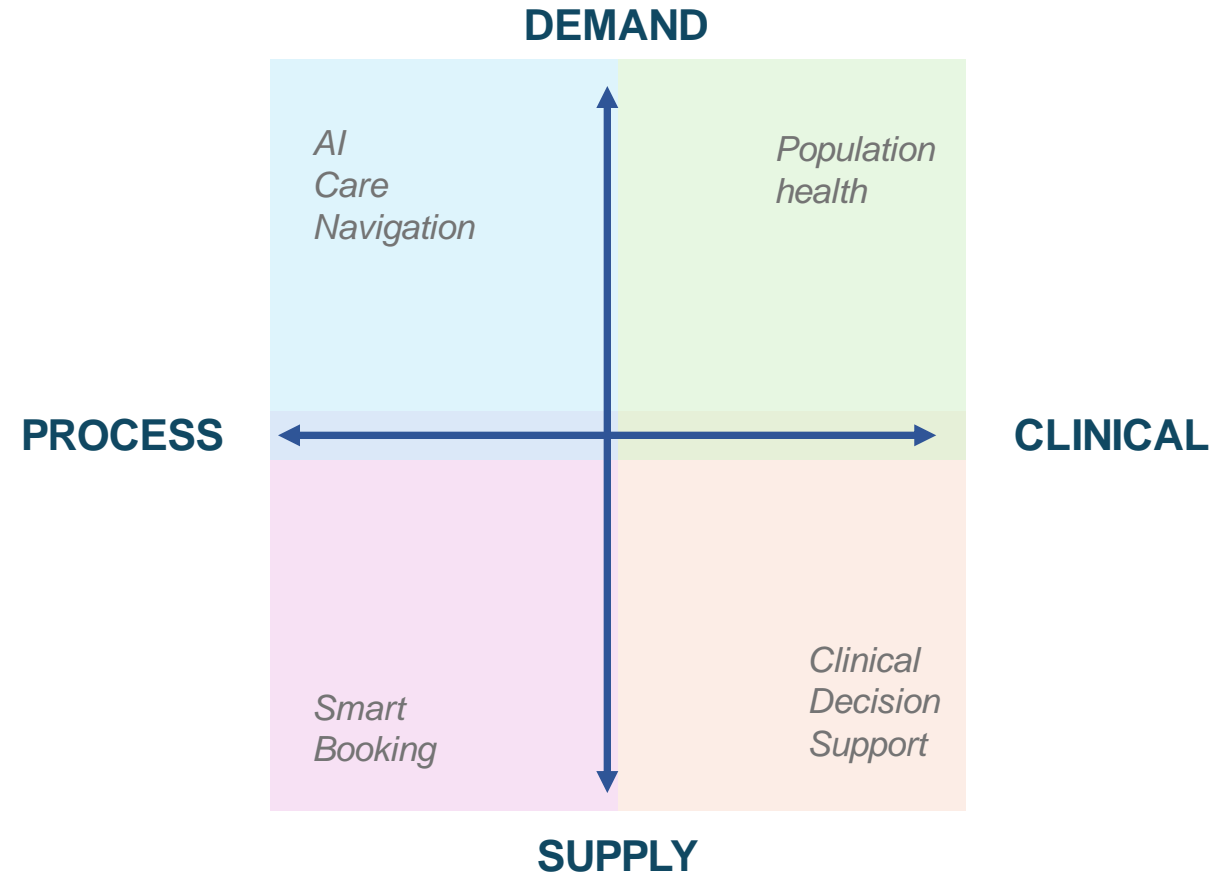 DEMAND
AI
Care
Navigation
Population
health
PROCESS
CLINICAL
Smart
Booking
Clinical
Decision
Support
SUPPLY